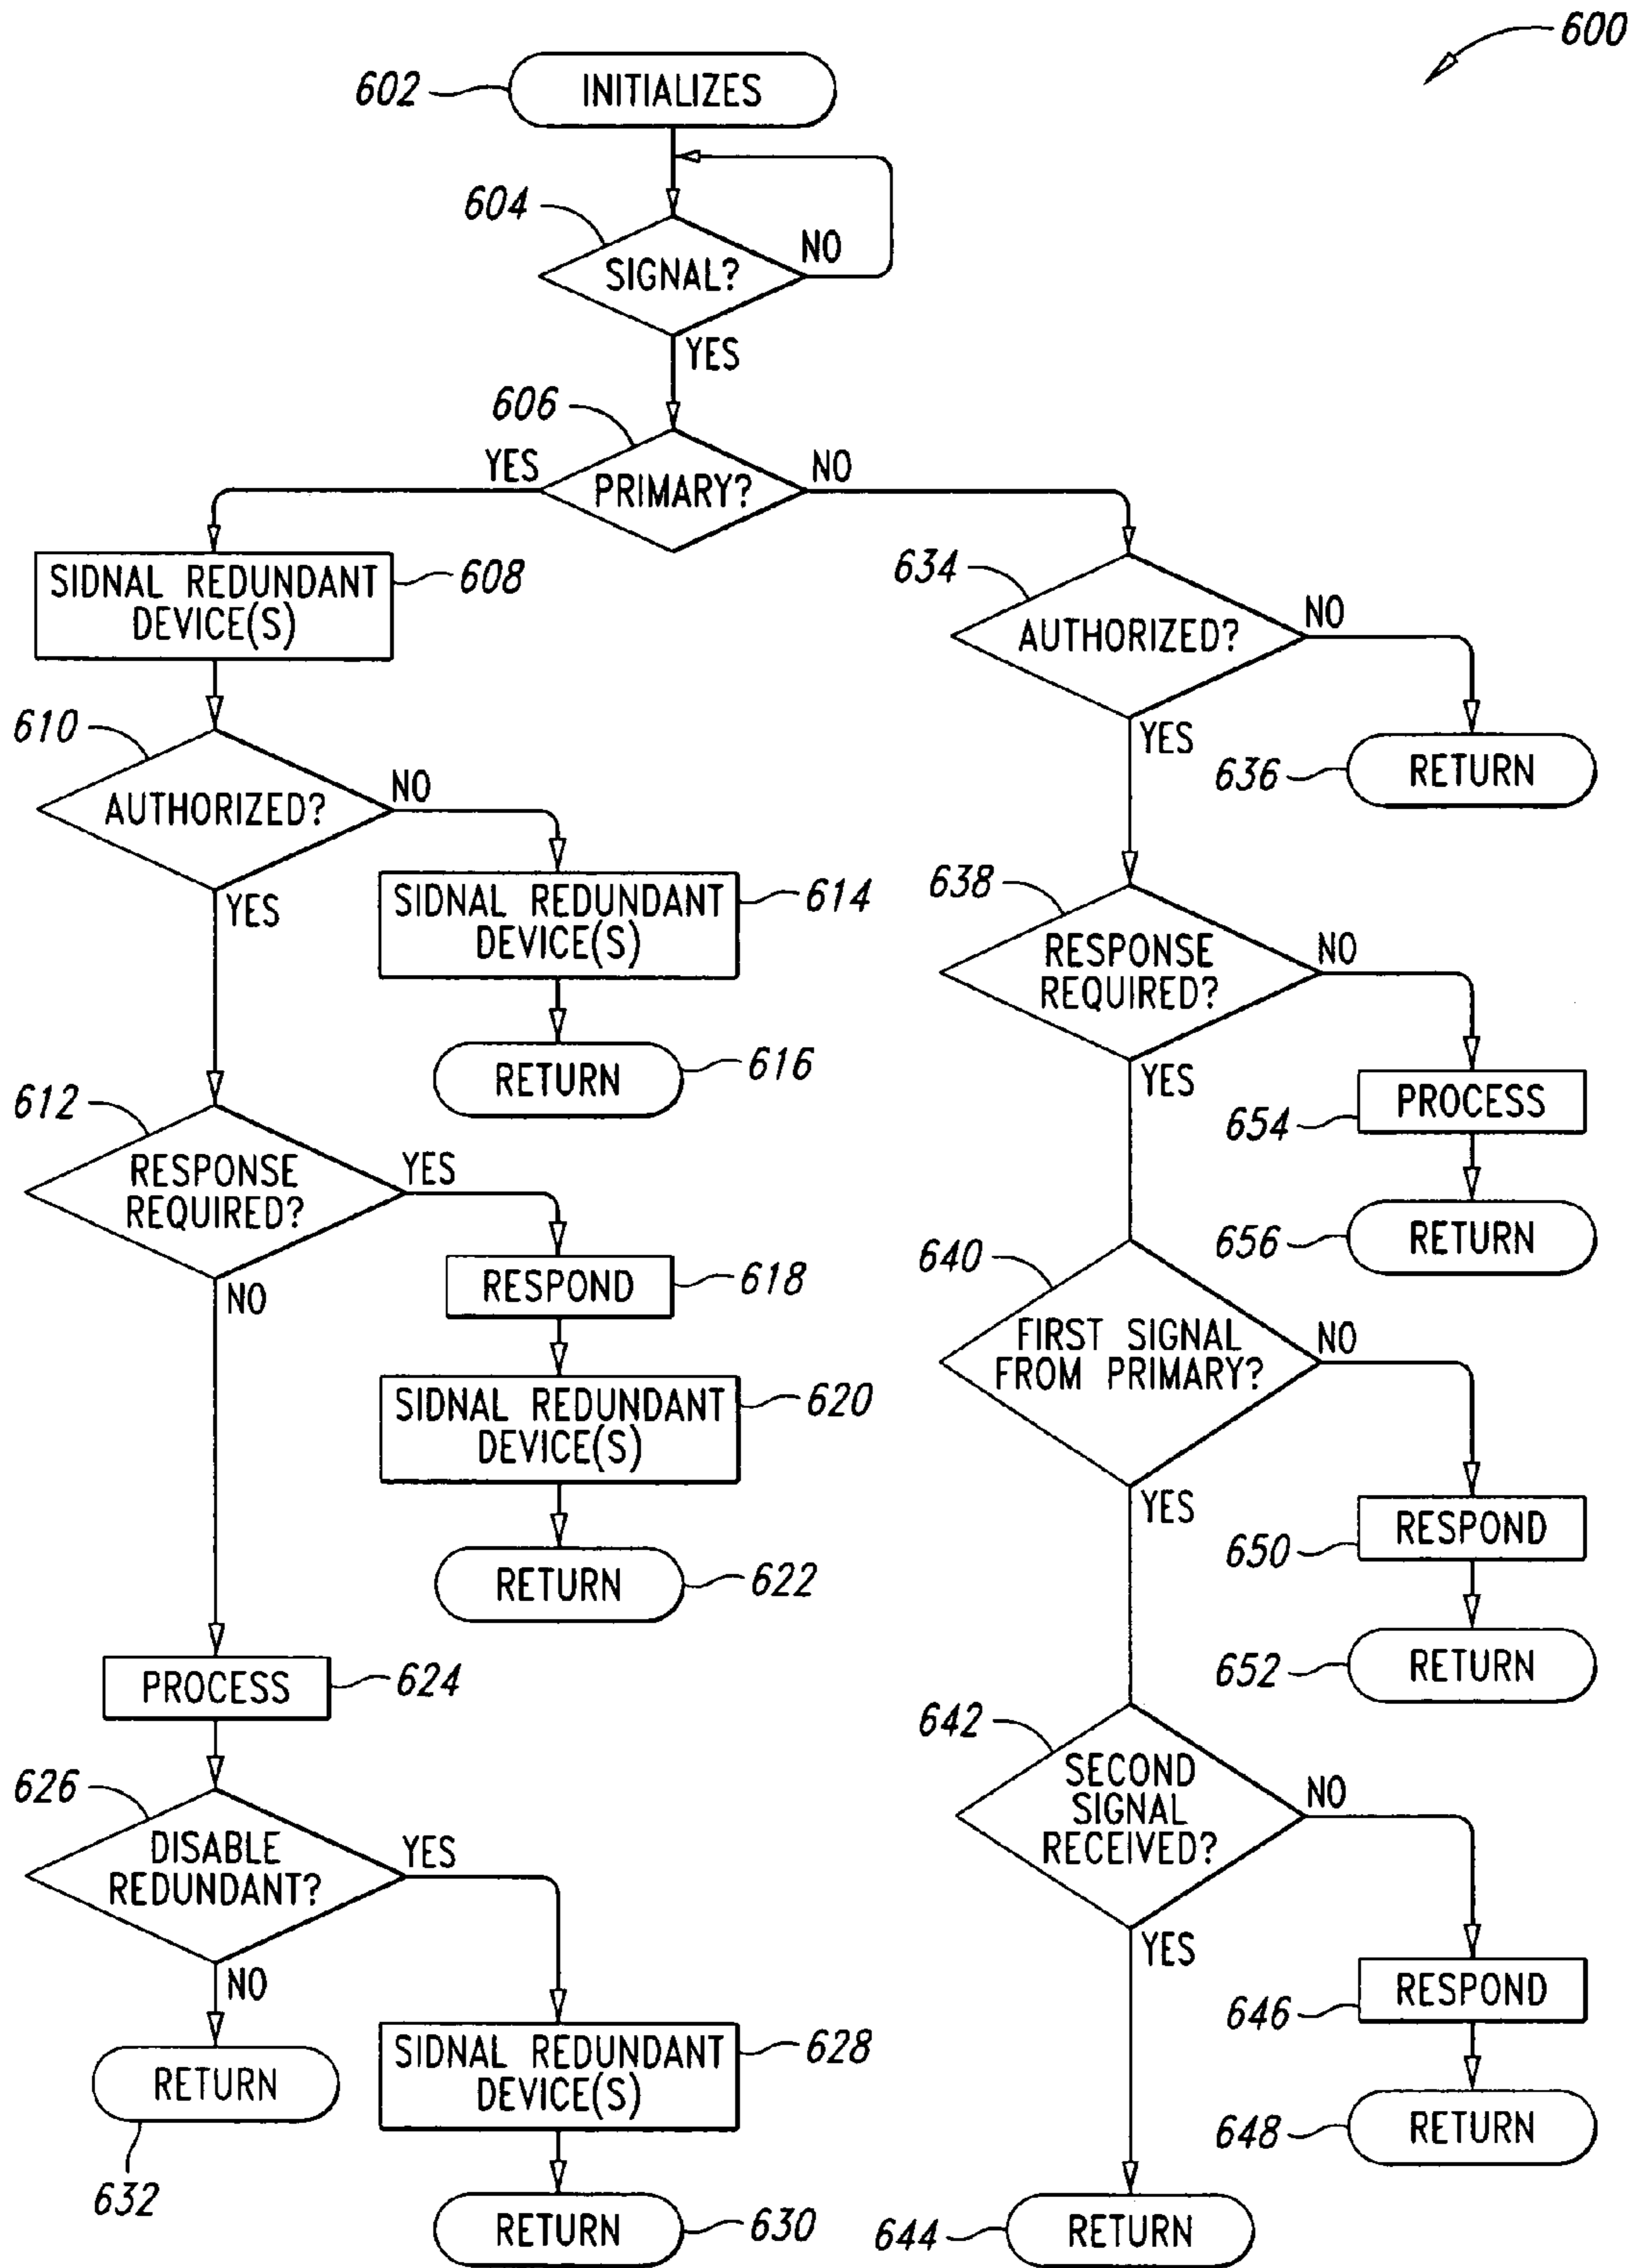 600
602
INITIALIZES
604
SIGNAL?
NO
YES
606
PRIMARY?
YES
NO
SIDNAL REDUNDANT
DEVICE(S)
608
610
AUTHORIZED?
NO
YES
SIDNAL REDUNDANT
DEVICE(S)
614
RETURN
616
612
RESPONSE
REQUIRED?
YES
NO
RESPOND
618
SIDNAL REDUNDANT
DEVICE(S)
620
RETURN
622
PROCESS
624
626
DISABLE
REDUNDANT?
YES
NO
RETURN
632
SIDNAL REDUNDANT
DEVICE(S)
628
RETURN
630
634
AUTHORIZED?
NO
YES
636
RETURN
638
RESPONSE
REQUIRED?
NO
YES
654
PROCESS
656
RETURN
640
FIRST SIGNAL
FROM PRIMARY?
NO
YES
650
RESPOND
652
RETURN
642
SECOND
SIGNAL
RECEIVED?
NO
YES
646
RESPOND
648
RETURN
644
RETURN